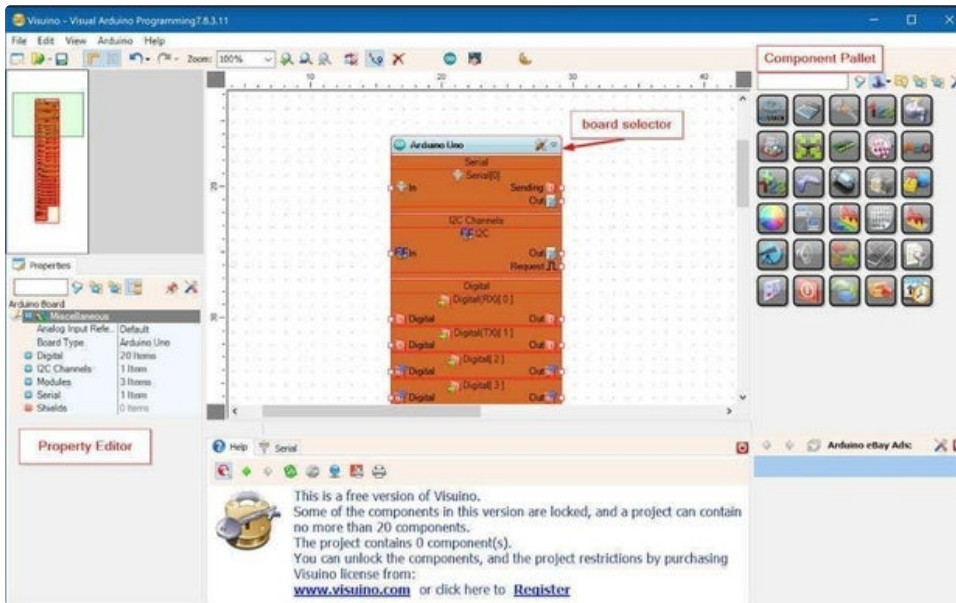 Visuino - Visual Arduino Programming7.8.3.11
File Edit View Arduino Help
Zoom: 100%
Component Pallet
10 20 30 40
board selector
Arduino Uno
Serial
Serial[0]
In Sending
Out
20
I2C Channels
I2C
In Out
Request
Digital
Digital(RX)[ 0 ]
Digital Out
Digital(TX)[ 1 ]
Digital Out
Digital[ 2 ]
Digital Out
Digital[ 3 ]
Digital Out
30
Properties
Arduino Board
Miscellaneous
Analog Input Refe.. Default
Board Type Arduino Uno
Digital 20 Items
I2C Channels 1 Item
Modules 3 Items
Serial 1 Item
Shields 0 Items
Property Editor
Help Serial
Arduino eBay Ads:
This is a free version of Visuino.
Some of the components in this version are locked, and a project can contain
no more than 20 components.
The project contains 0 component(s).
You can unlock the components, and the project restrictions by purchasing
Visuino license from:
www.visuino.com or click here to Register